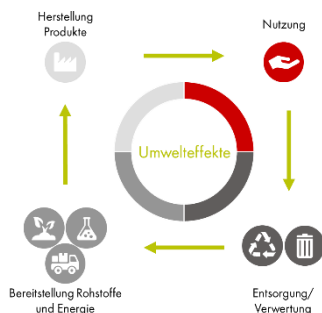 Herstellung
Produkte
Nutzung
Umwelteffekte
Bereitstellung Rohstoffe
und Energie
Entsorgung/
Verwertung